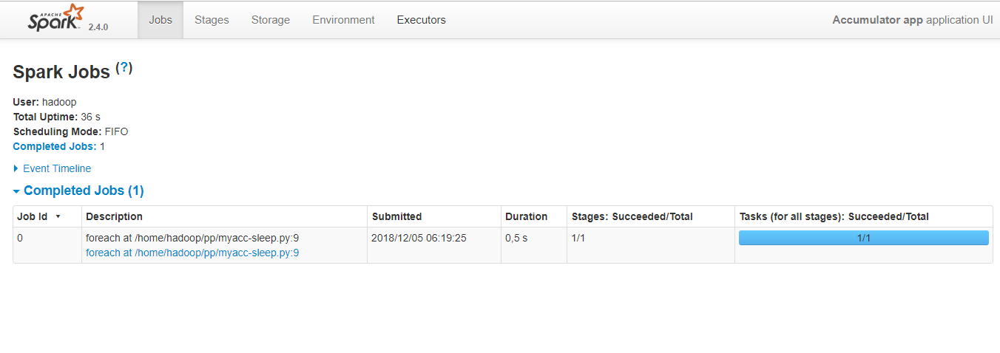 APACHE Spark 2.4.0 Jobs Stages Storage Environment Executors Accumulator app application UI
Spark Jobs (?)
User: hadoop
Total Uptime: 36 s
Scheduling Mode: FIFO
Completed Jobs: 1
Event Timeline
Completed Jobs (1)
Job Id Description Submitted Duration Stages: Succeeded/Total Tasks (for all stages): Succeeded/Total
0 foreach at /home/hadoop/pp/myacc-sleep.py:9 2018/12/05 06:19:25 0,5 s 1/1 1/1
foreach at /home/hadoop/pp/myacc-sleep.py:9